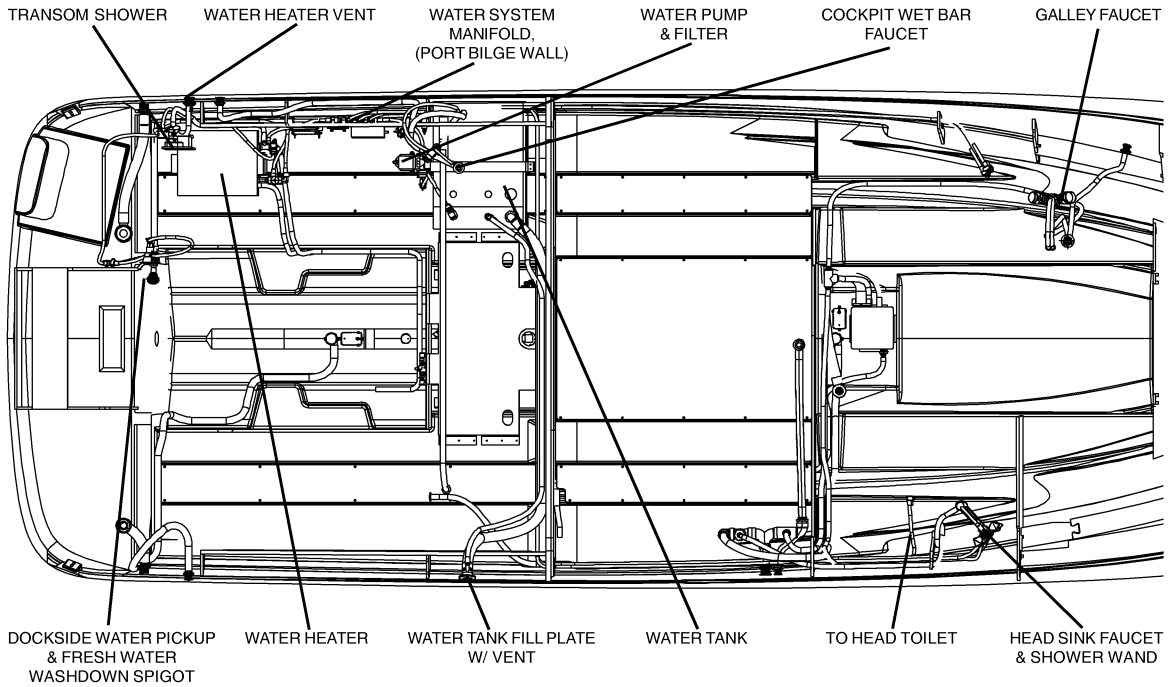 TRANSOM SHOWER
WATER HEATER VENT
WATER SYSTEM
MANIFOLD,
(PORT BILGE WALL)
WATER PUMP
& FILTER
COCKPIT WET BAR
FAUCET
GALLEY FAUCET
DOCKSIDE WATER PICKUP
& FRESH WATER
WASHDOWN SPIGOT
WATER HEATER
WATER TANK FILL PLATE
W/ VENT
WATER TANK
TO HEAD TOILET
HEAD SINK FAUCET
& SHOWER WAND